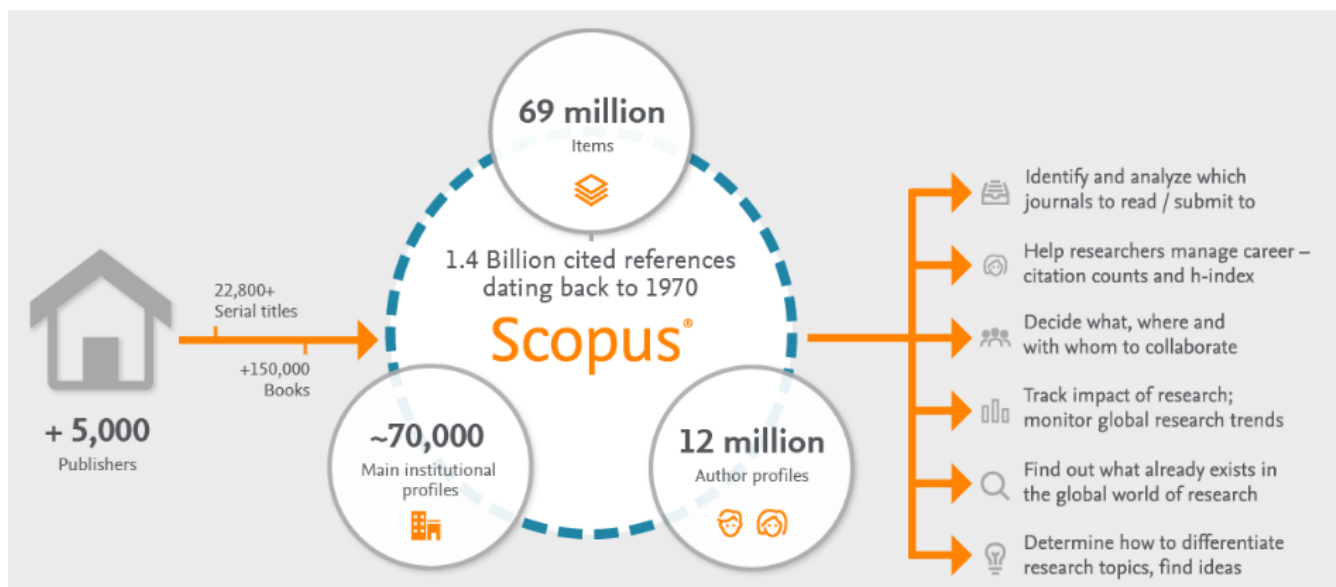 + 5,000
Publishers
22,800+
Serial titles
+150,000
Books
69 million
Items
1.4 Billion cited references
dating back to 1970
Scopus®
~70,000
Main institutional
profiles
12 million
Author profiles
Identify and analyze which
journals to read / submit to
Help researchers manage career –
citation counts and h-index
Decide what, where and
with whom to collaborate
Track impact of research;
monitor global research trends
Find out what already exists in
the global world of research
Determine how to differentiate
research topics, find ideas